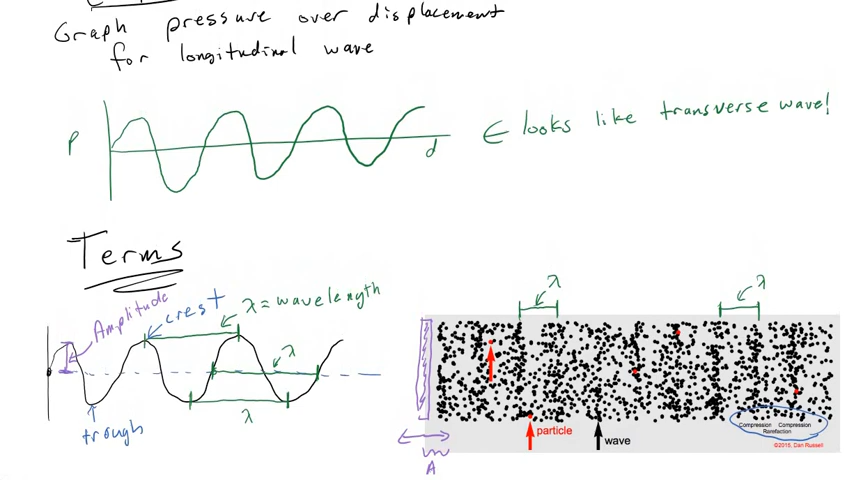 Graph pressure over displacement
for longitudinal wave
P
d
← looks like transverse wave!
Terms
Amplitude
crest
λ = wavelength
λ
λ
trough
λ
λ
particle
wave
Compression Compression
Rarefaction
©2015, Dan Russell
A